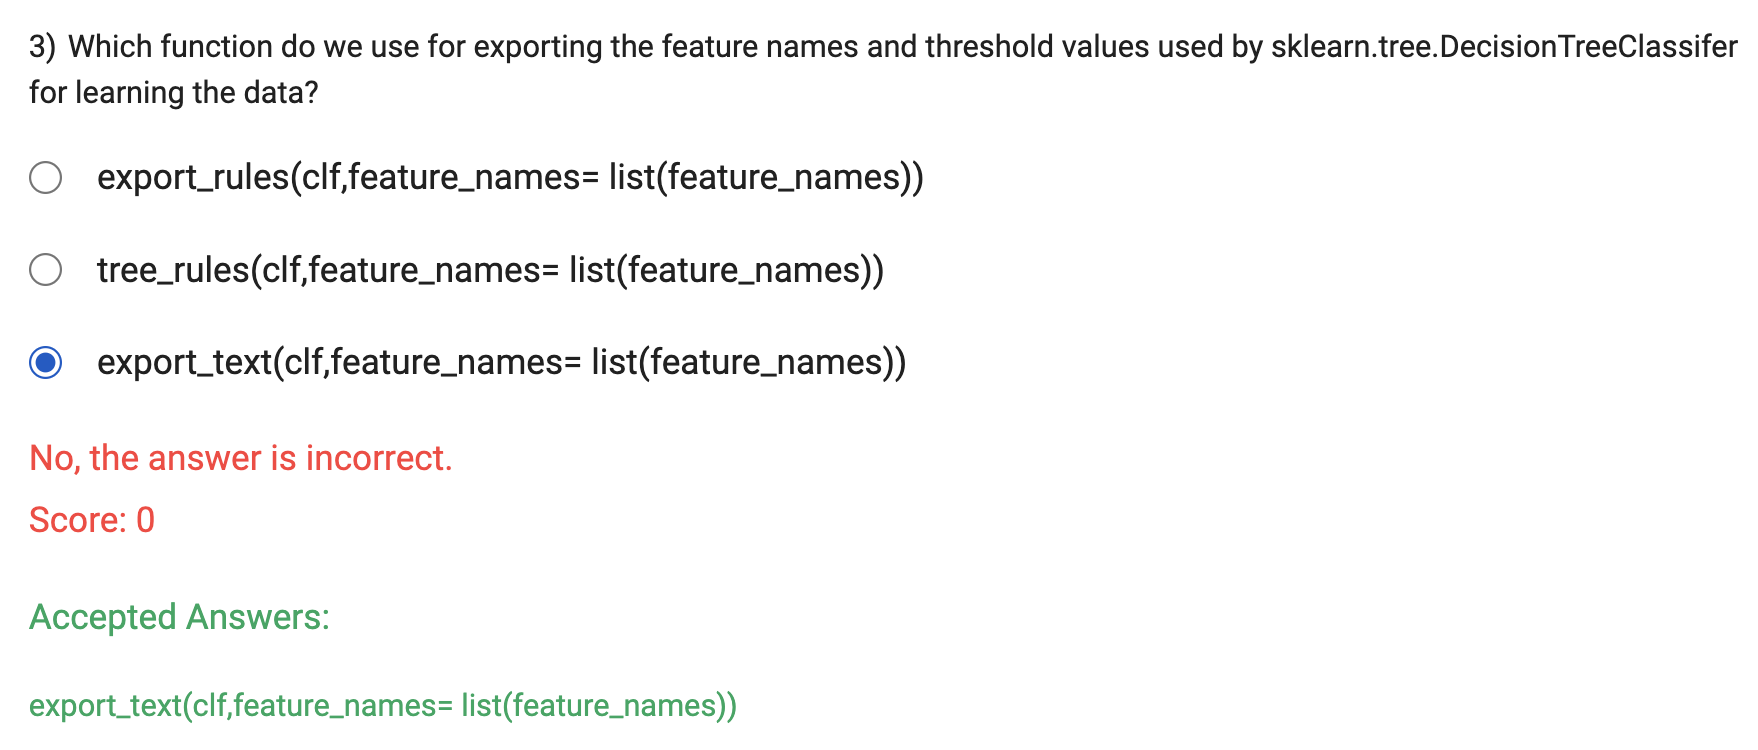 3) Which function do we use for exporting the feature names and threshold values used by sklearn.tree.DecisionTreeClassifer
for learning the data?
export_rules(clf,feature_names= list(feature_names))
tree_rules(clf,feature_names= list(feature_names))
export_text(clf,feature_names= list(feature_names))
No, the answer is incorrect.
Score: 0
Accepted Answers:
export_text(clf,feature_names= list(feature_names))